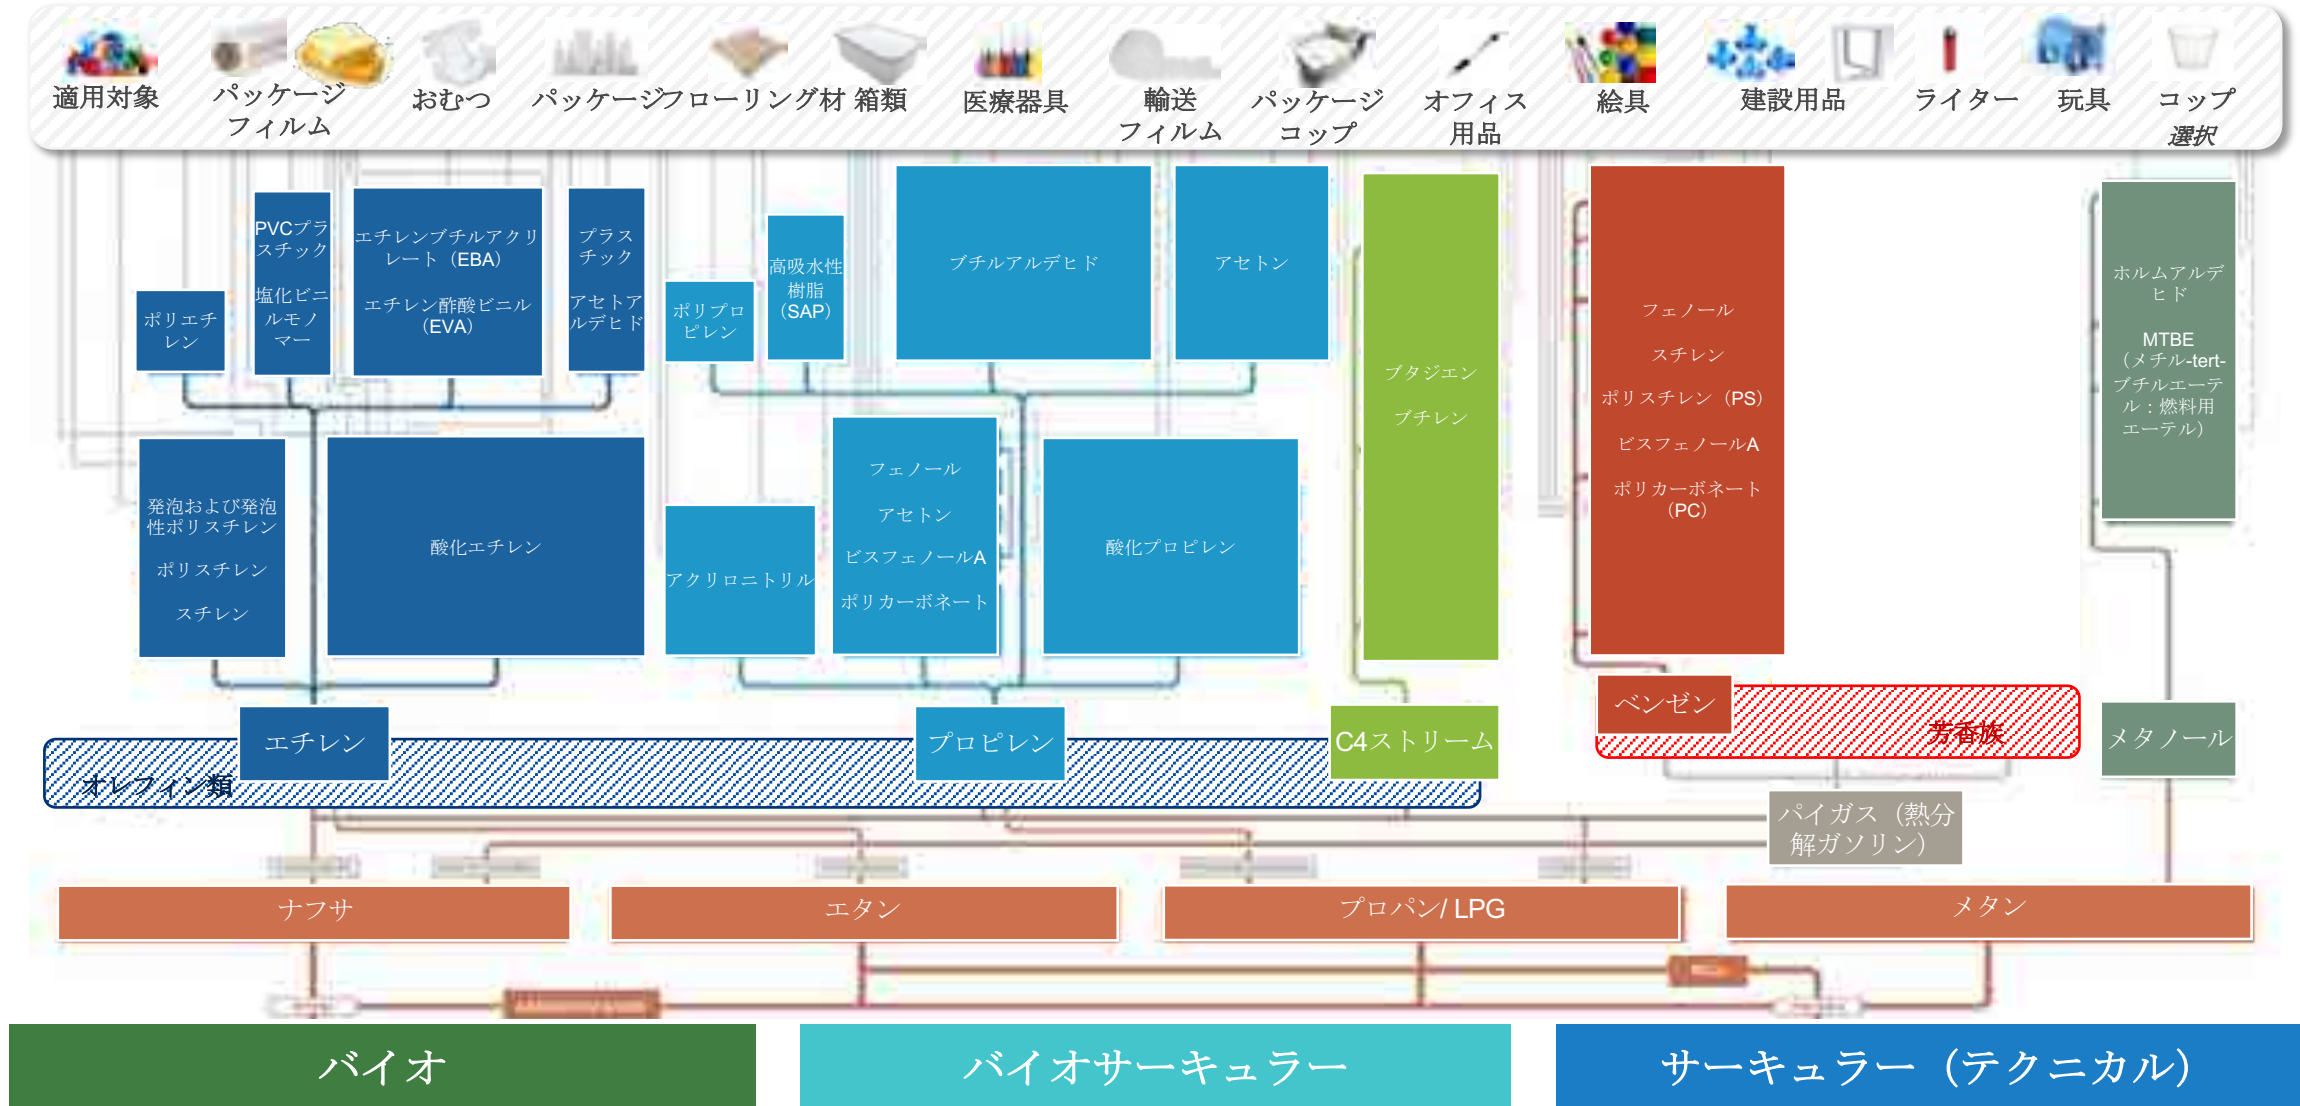 適用対象
パッケージ
フィルム
おむつ
パッケージ
フローリング材
箱類
医療器具
輸送
フィルム
パッケージ
コップ
オフィス
用品
絵具
建設用品
ライター
玩具
コップ
選択
ポリエチ
レン
PVCプラ
スチック
塩化ビニ
ルモノ
マー
エチレンブチルアクリ
レート（EBA）
エチレン酢酸ビニル
（EVA）
プラス
チック
アセトア
ルデヒド
ポリプロ
ピレン
高吸水性
樹脂
（SAP）
ブチルアルデヒド
アセトン
ブタジエン
ブチレン
フェノール
スチレン
ポリスチレン（PS）
ビスフェノールA
ポリカーボネート
（PC）
ホルムアルデ
ヒド
MTBE
（メチル-tert-
ブチルエーテ
ル：燃料用
エーテル）
発泡および発泡
性ポリスチレン
ポリスチレン
スチレン
酸化エチレン
アクリロニトリル
フェノール
アセトン
ビスフェノールA
ポリカーボネート
酸化プロピレン
エチレン
プロピレン
C4ストリーム
ベンゼン
芳香族
メタノール
オレフィン類
パイガス（熱分
解ガソリン）
ナフサ
エタン
プロパン/ LPG
メタン
バイオ
バイオサーキュラー
サーキュラー（テクニカル）